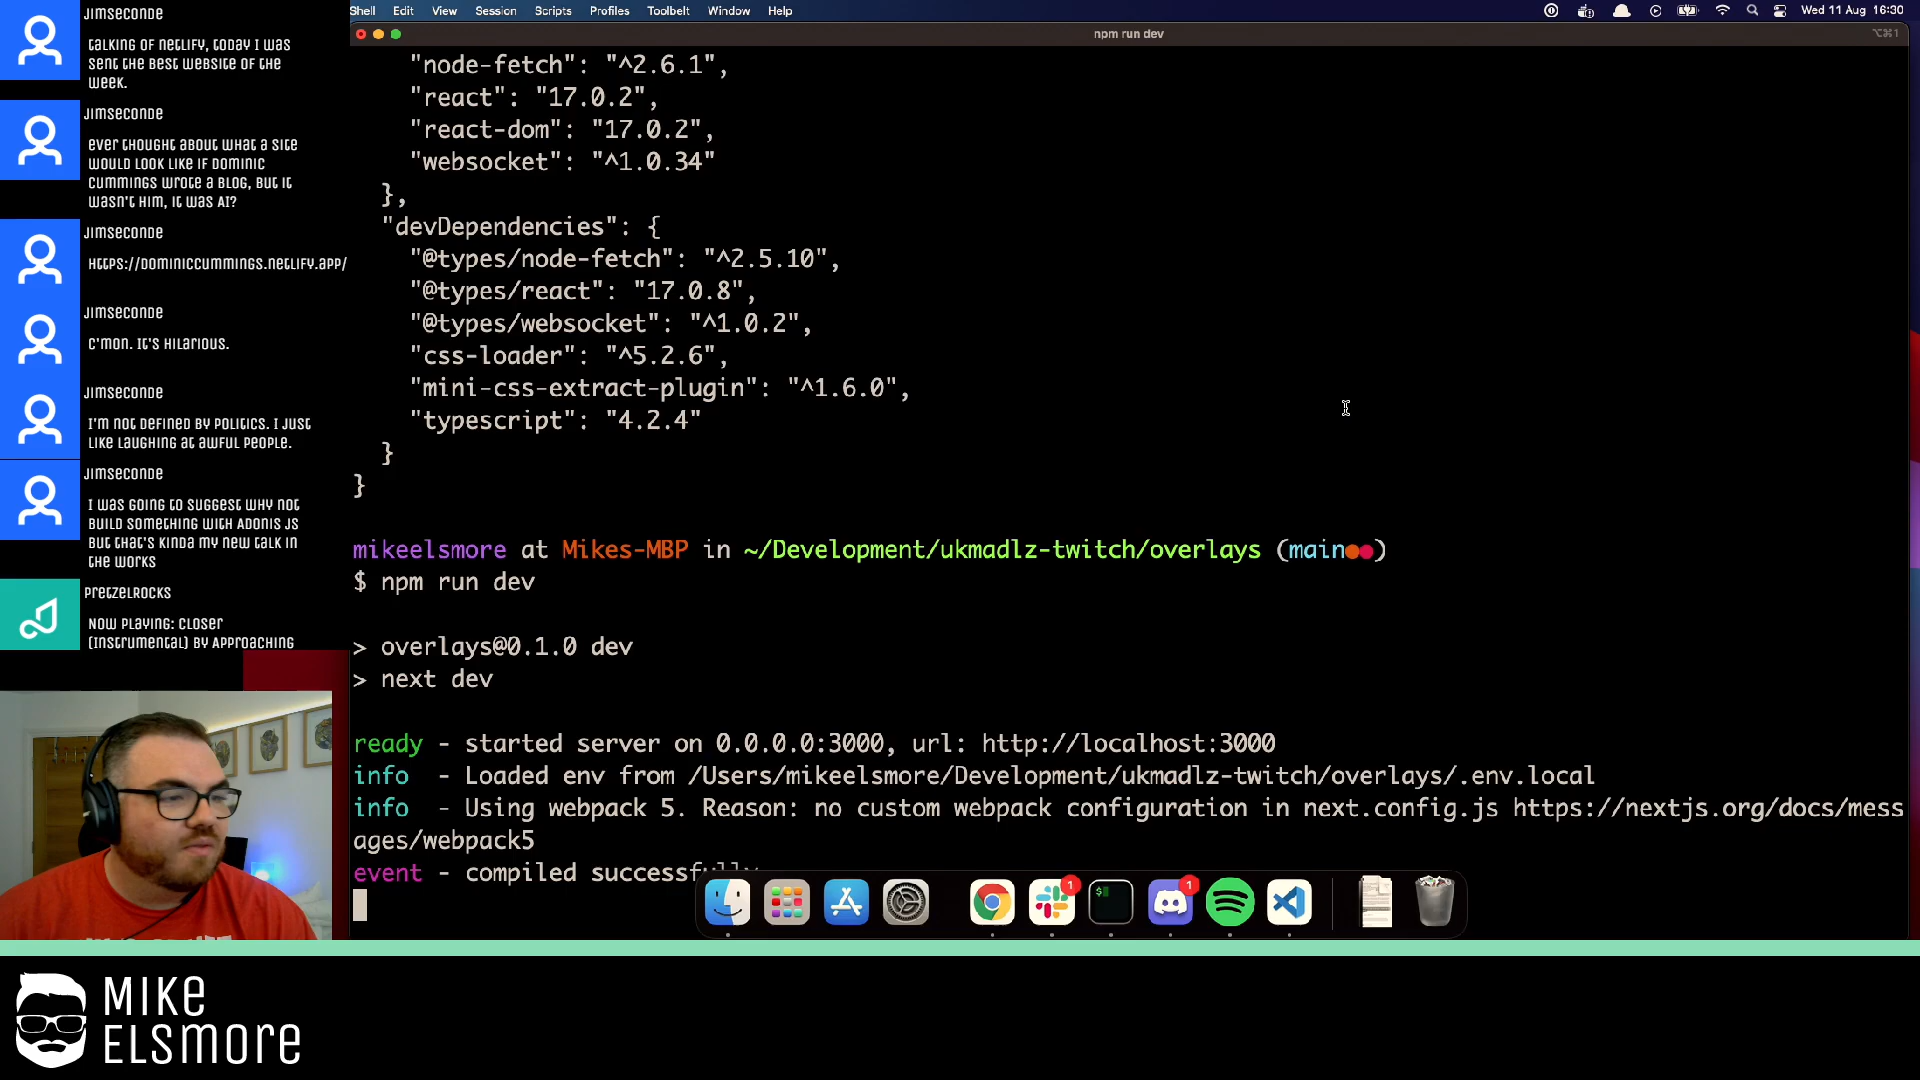 Shell Edit View Session Scripts Profiles Toolbelt Window Help
Wed 11 Aug 16:30
npm run dev
⌥⌘1
Jimseconde
talking of netlify, today I was
sent the best website of the
week.
Jimseconde
ever thought about what a site
would look like if Dominic
Cummings wrote a blog, but it
wasn't him, it was AI?
Jimseconde
https://dominiccummings.netlify.app/
Jimseconde
C'mon. It's hilarious.
Jimseconde
I'm not defined by politics. I just
like laughing at awful people.
Jimseconde
I was going to suggest why not
build something with Adonis JS
but that's kinda my new talk in
the works
PretzelRocks
Now Playing: Closer
(Instrumental) by Approaching
"node-fetch": "^2.6.1",
"react": "17.0.2",
"react-dom": "17.0.2",
"websocket": "^1.0.34"
},
"devDependencies": {
"@types/node-fetch": "^2.5.10",
"@types/react": "17.0.8",
"@types/websocket": "^1.0.2",
"css-loader": "^5.2.6",
"mini-css-extract-plugin": "^1.6.0",
"typescript": "4.2.4"
}
}
mikeelsmore at Mikes-MBP in ~/Development/ukmadlz-twitch/overlays (main●●)
$ npm run dev
> overlays@0.1.0 dev
> next dev
ready - started server on 0.0.0.0:3000, url: http://localhost:3000
info - Loaded env from /Users/mikeelsmore/Development/ukmadlz-twitch/overlays/.env.local
info - Using webpack 5. Reason: no custom webpack configuration in next.config.js https://nextjs.org/docs/mess
ages/webpack5
event - compiled successfully
1
1
Mike
Elsmore